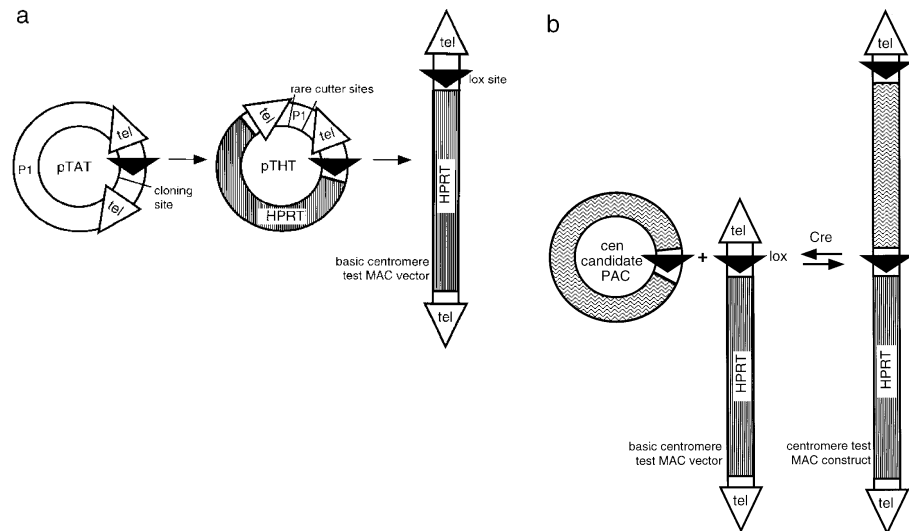 a
tel
P1
pTAT
tel
cloning
site
rare cutter sites
tel
P1
tel
pTHT
HPRT
tel
lox site
HPRT
basic centromere
test MAC vector
tel
b
cen
candidate
PAC
+
tel
lox
HPRT
basic centromere
test MAC vector
tel
Cre
tel
HPRT
centromere test
MAC construct
tel